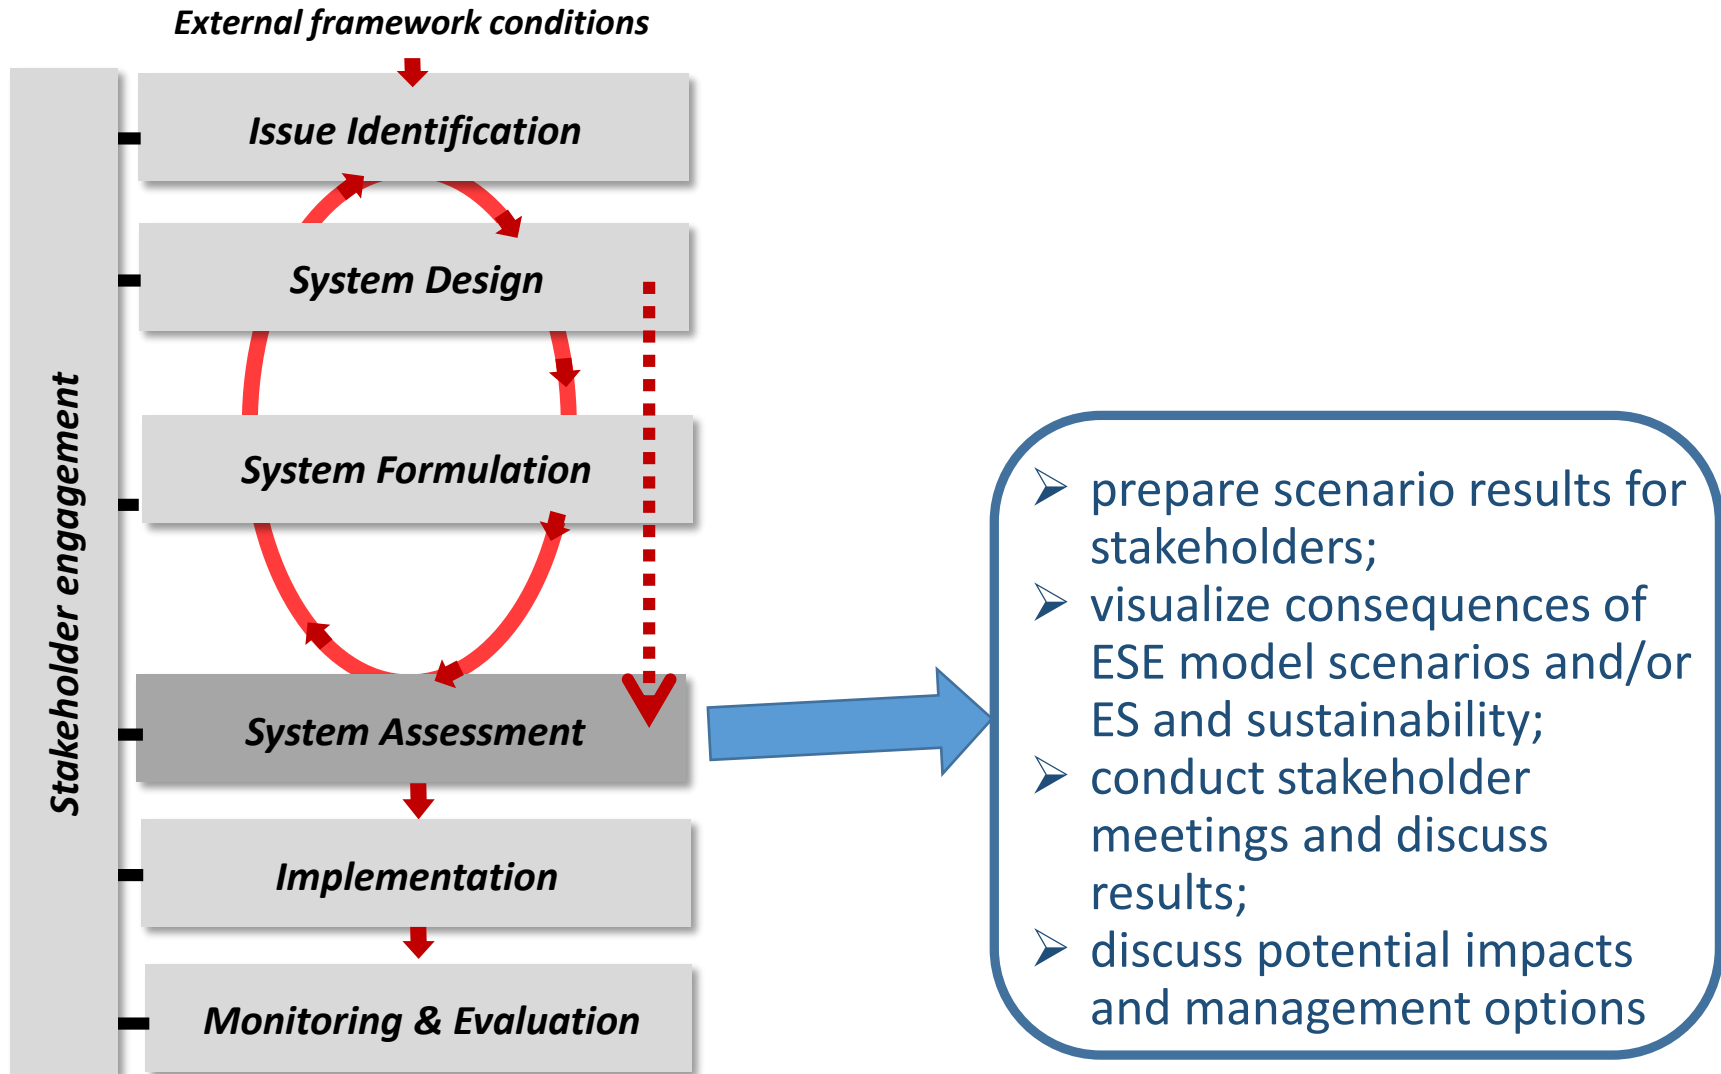 External framework conditions
Stakeholder engagement
Issue Identification
System Design
System Formulation
System Assessment
Implementation
Monitoring & Evaluation
➢ prepare scenario results for
stakeholders;
➢ visualize consequences of
ESE model scenarios and/or
ES and sustainability;
➢ conduct stakeholder
meetings and discuss
results;
➢ discuss potential impacts
and management options